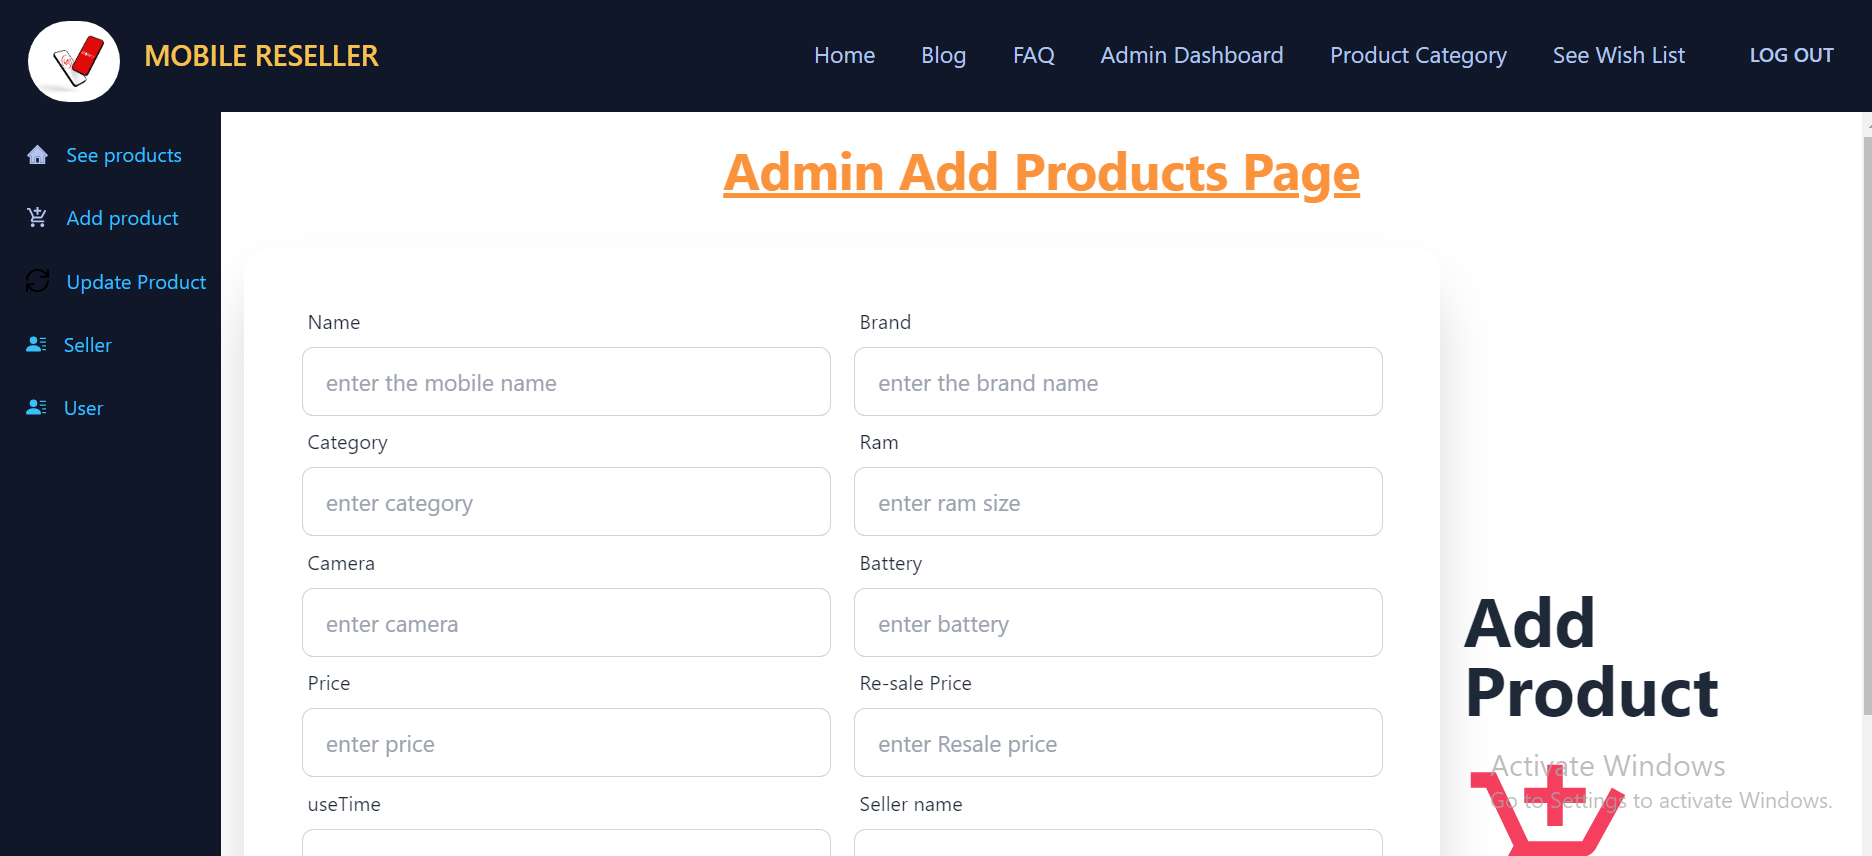 MOBILE RESELLER
Home Blog FAQ Admin Dashboard Product Category See Wish List LOG OUT
See products
Add product
Update Product
Seller
User
Admin Add Products Page
Name Brand
enter the mobile name enter the brand name
Category Ram
enter category enter ram size
Camera Battery
enter camera enter battery
Price Re-sale Price
enter price enter Resale price
useTime Seller name
Add
Product
Activate Windows
Go to Settings to activate Windows.